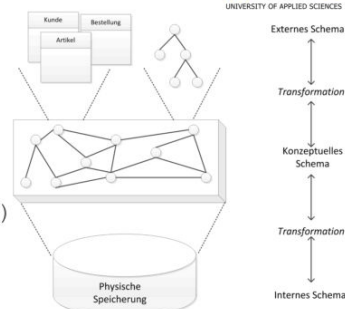 UNIVERSITY OF APPLIED SCIENCES
Kunde
Bestellung
Artikel
Externes Schema
Transformation
Konzeptuelles
Schema
)
Transformation
Physische
Speicherung
Internes Schema